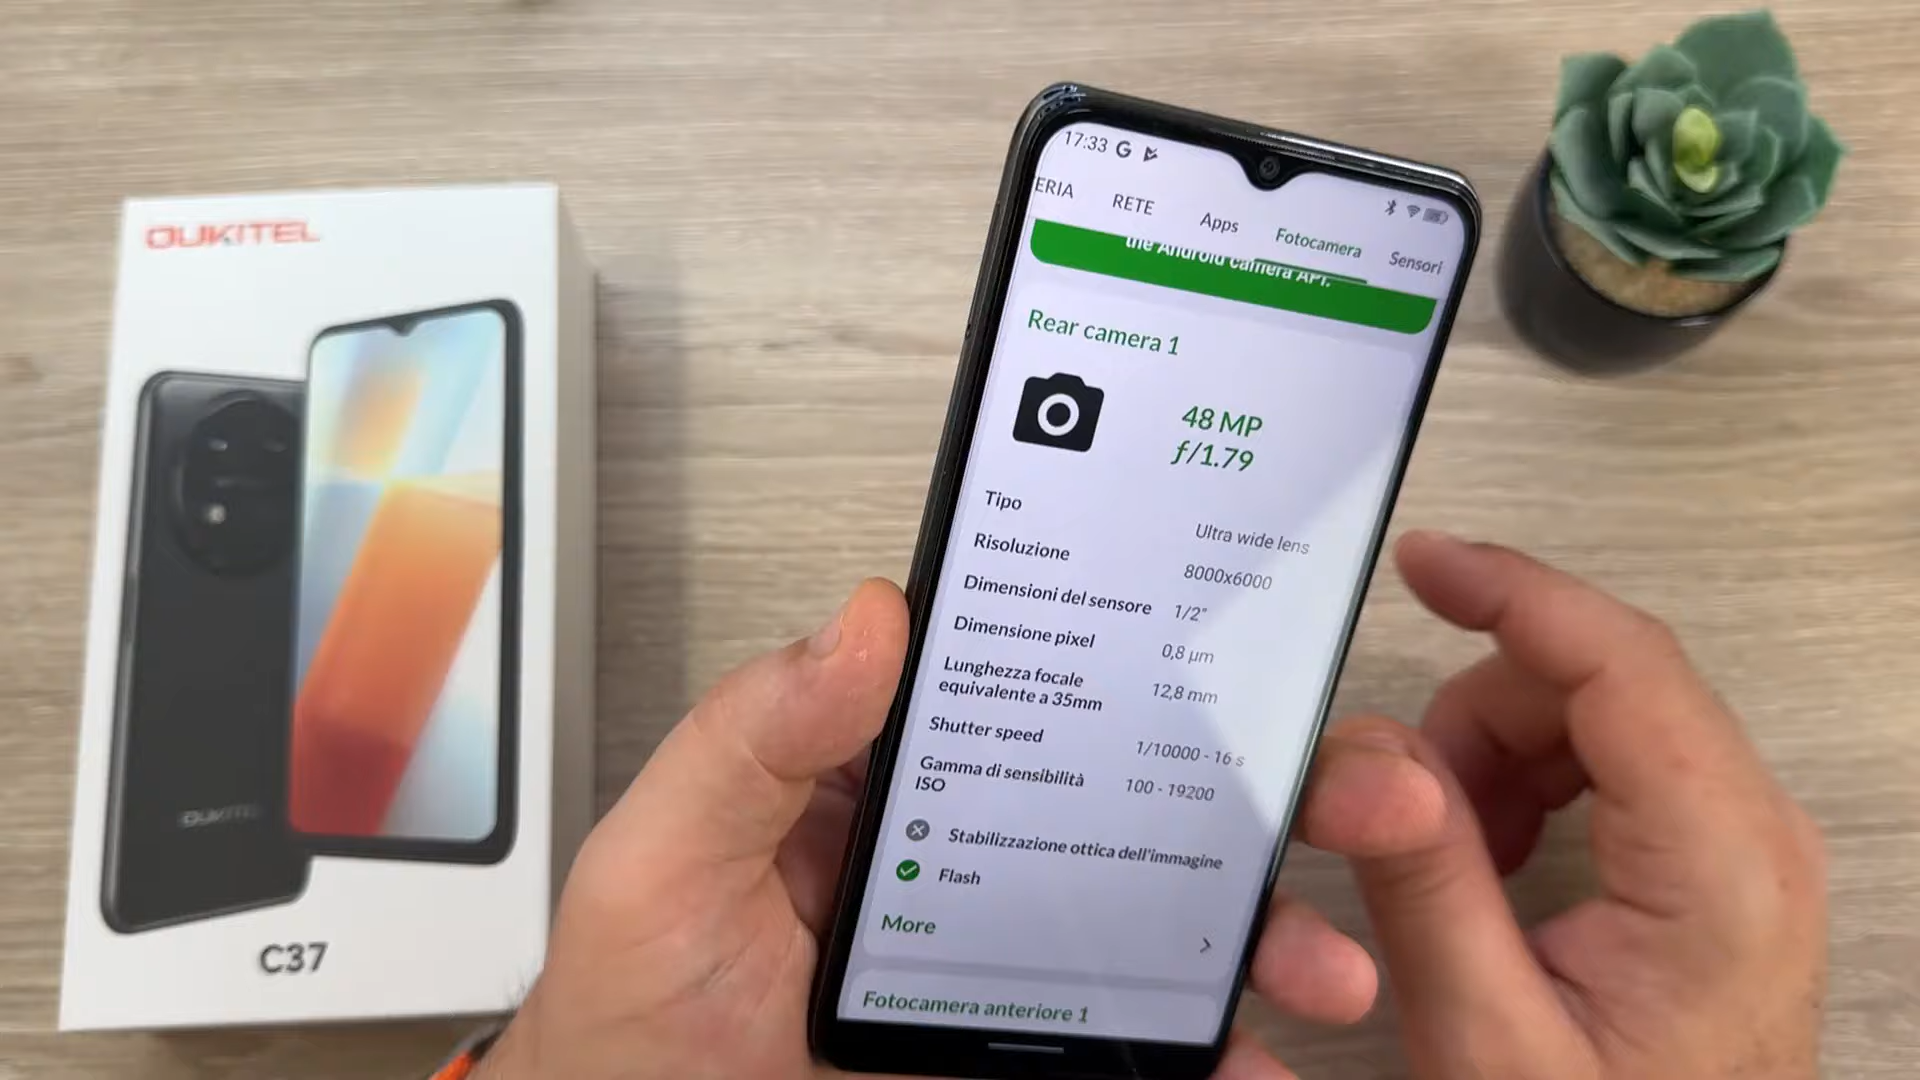 OUKITEL
C37
17:33
ERIA RETE Apps Fotocamera Sensori
the Android camera API.
Rear camera 1
48 MP
ƒ/1.79
Tipo Ultra wide lens
Risoluzione 8000x6000
Dimensioni del sensore 1/2"
Dimensione pixel 0,8 µm
Lunghezza focale
equivalente a 35mm 12,8 mm
Shutter speed 1/10000 - 16 s
Gamma di sensibilità
ISO 100 - 19200
Stabilizzazione ottica dell'immagine
Flash
More
Fotocamera anteriore 1